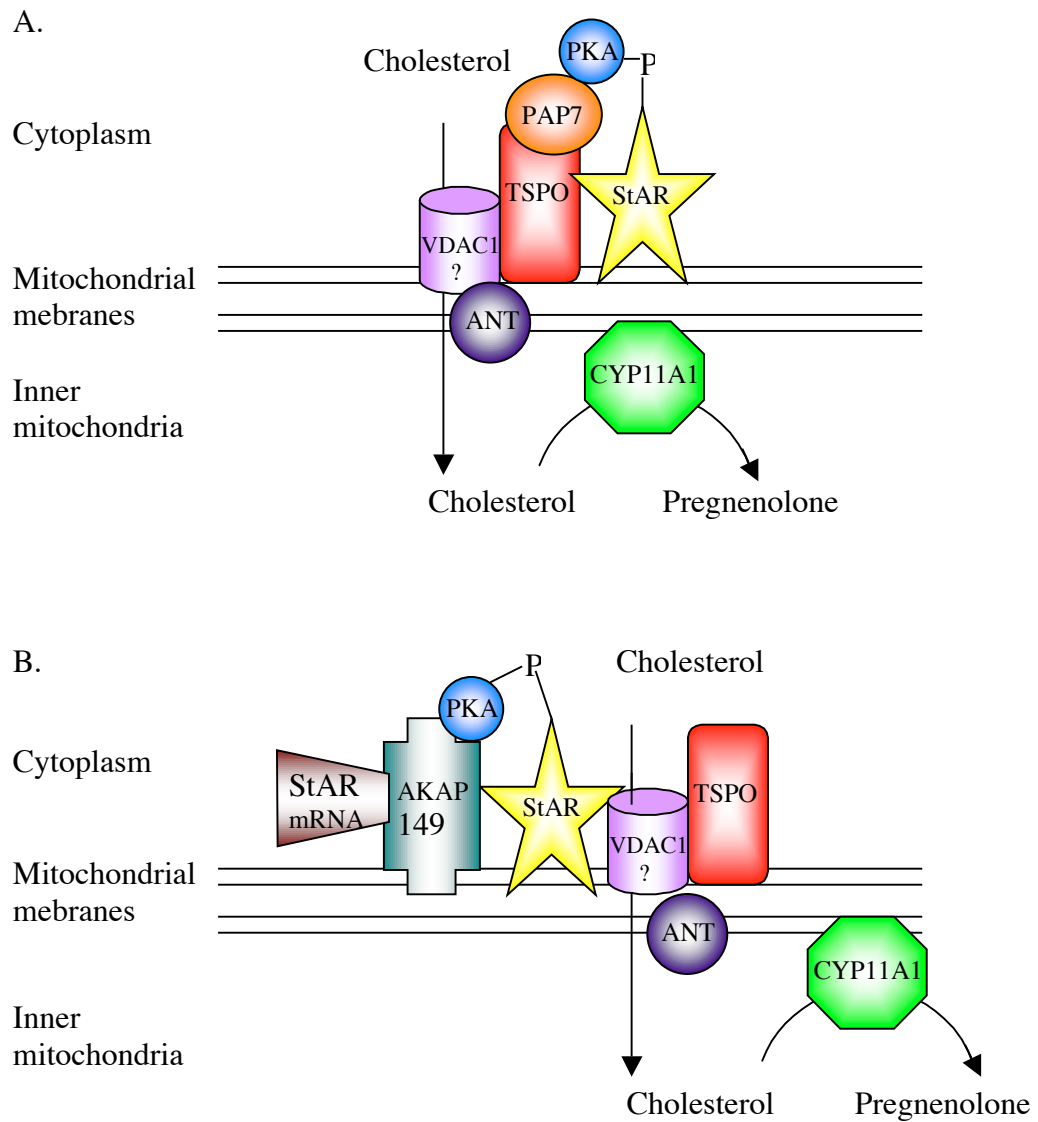 A.
Cholesterol
PKA
P
PAP7
Cytoplasm
TSPO
StAR
VDAC1
?
Mitochondrial
mebranes
ANT
CYP11A1
Inner
mitochondria
Cholesterol
Pregnenolone
B.
P
Cholesterol
PKA
Cytoplasm
StAR
mRNA
AKAP
149
StAR
TSPO
VDAC1
?
Mitochondrial
mebranes
ANT
CYP11A1
Inner
mitochondria
Cholesterol
Pregnenolone